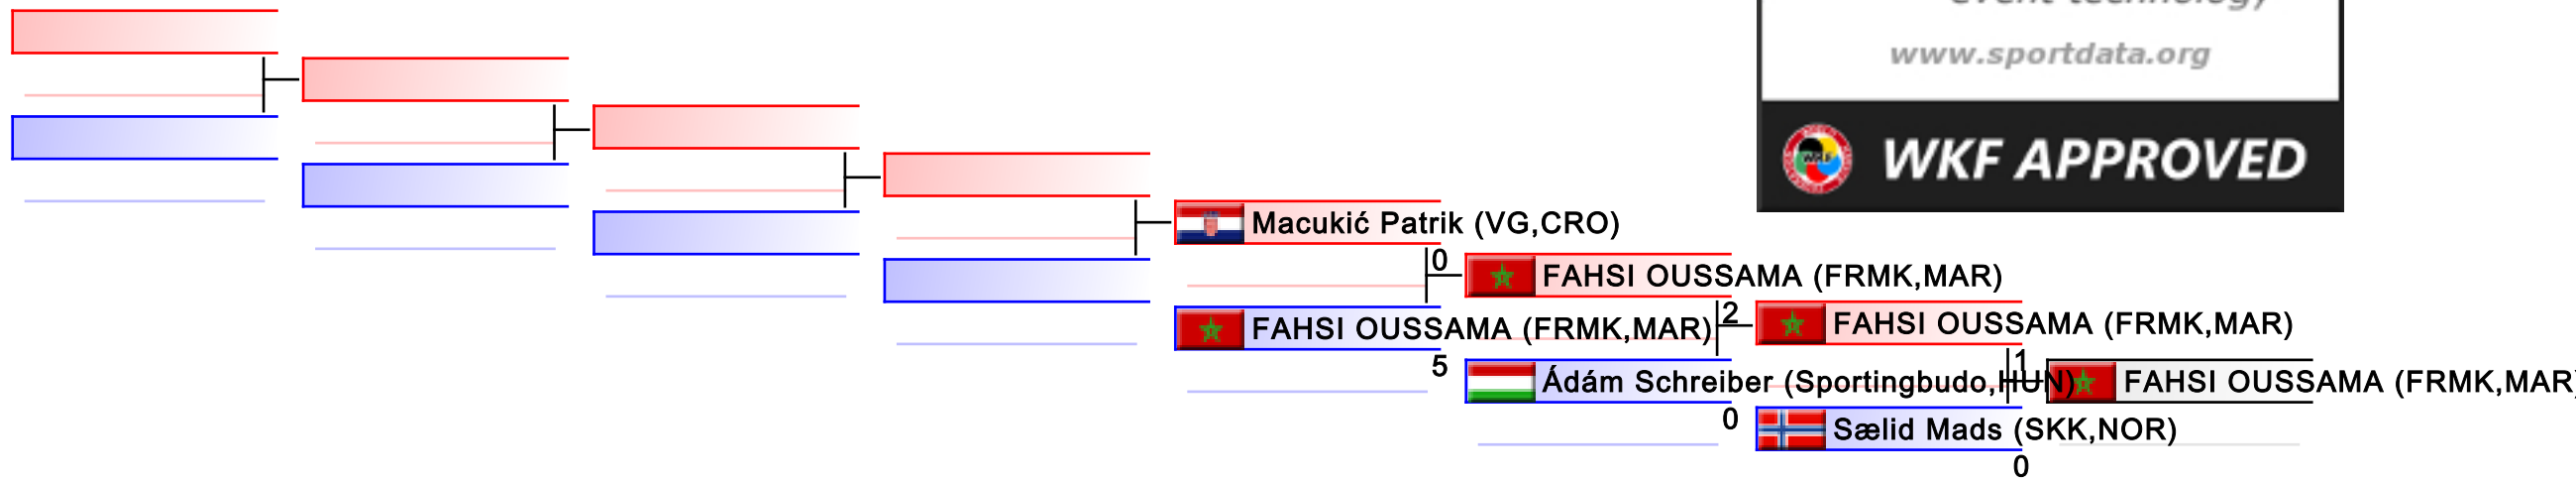 event technology
www.sportdata.org
WKF APPROVED
Macukić Patrik (VG,CRO)
0
FAHSI OUSSAMA (FRMK,MAR)
FAHSI OUSSAMA (FRMK,MAR)
5
2
FAHSI OUSSAMA (FRMK,MAR)
Ádám Schreiber (Sportingbudo,HUN)
0
1
FAHSI OUSSAMA (FRMK,MAR)
Sælid Mads (SKK,NOR)
0